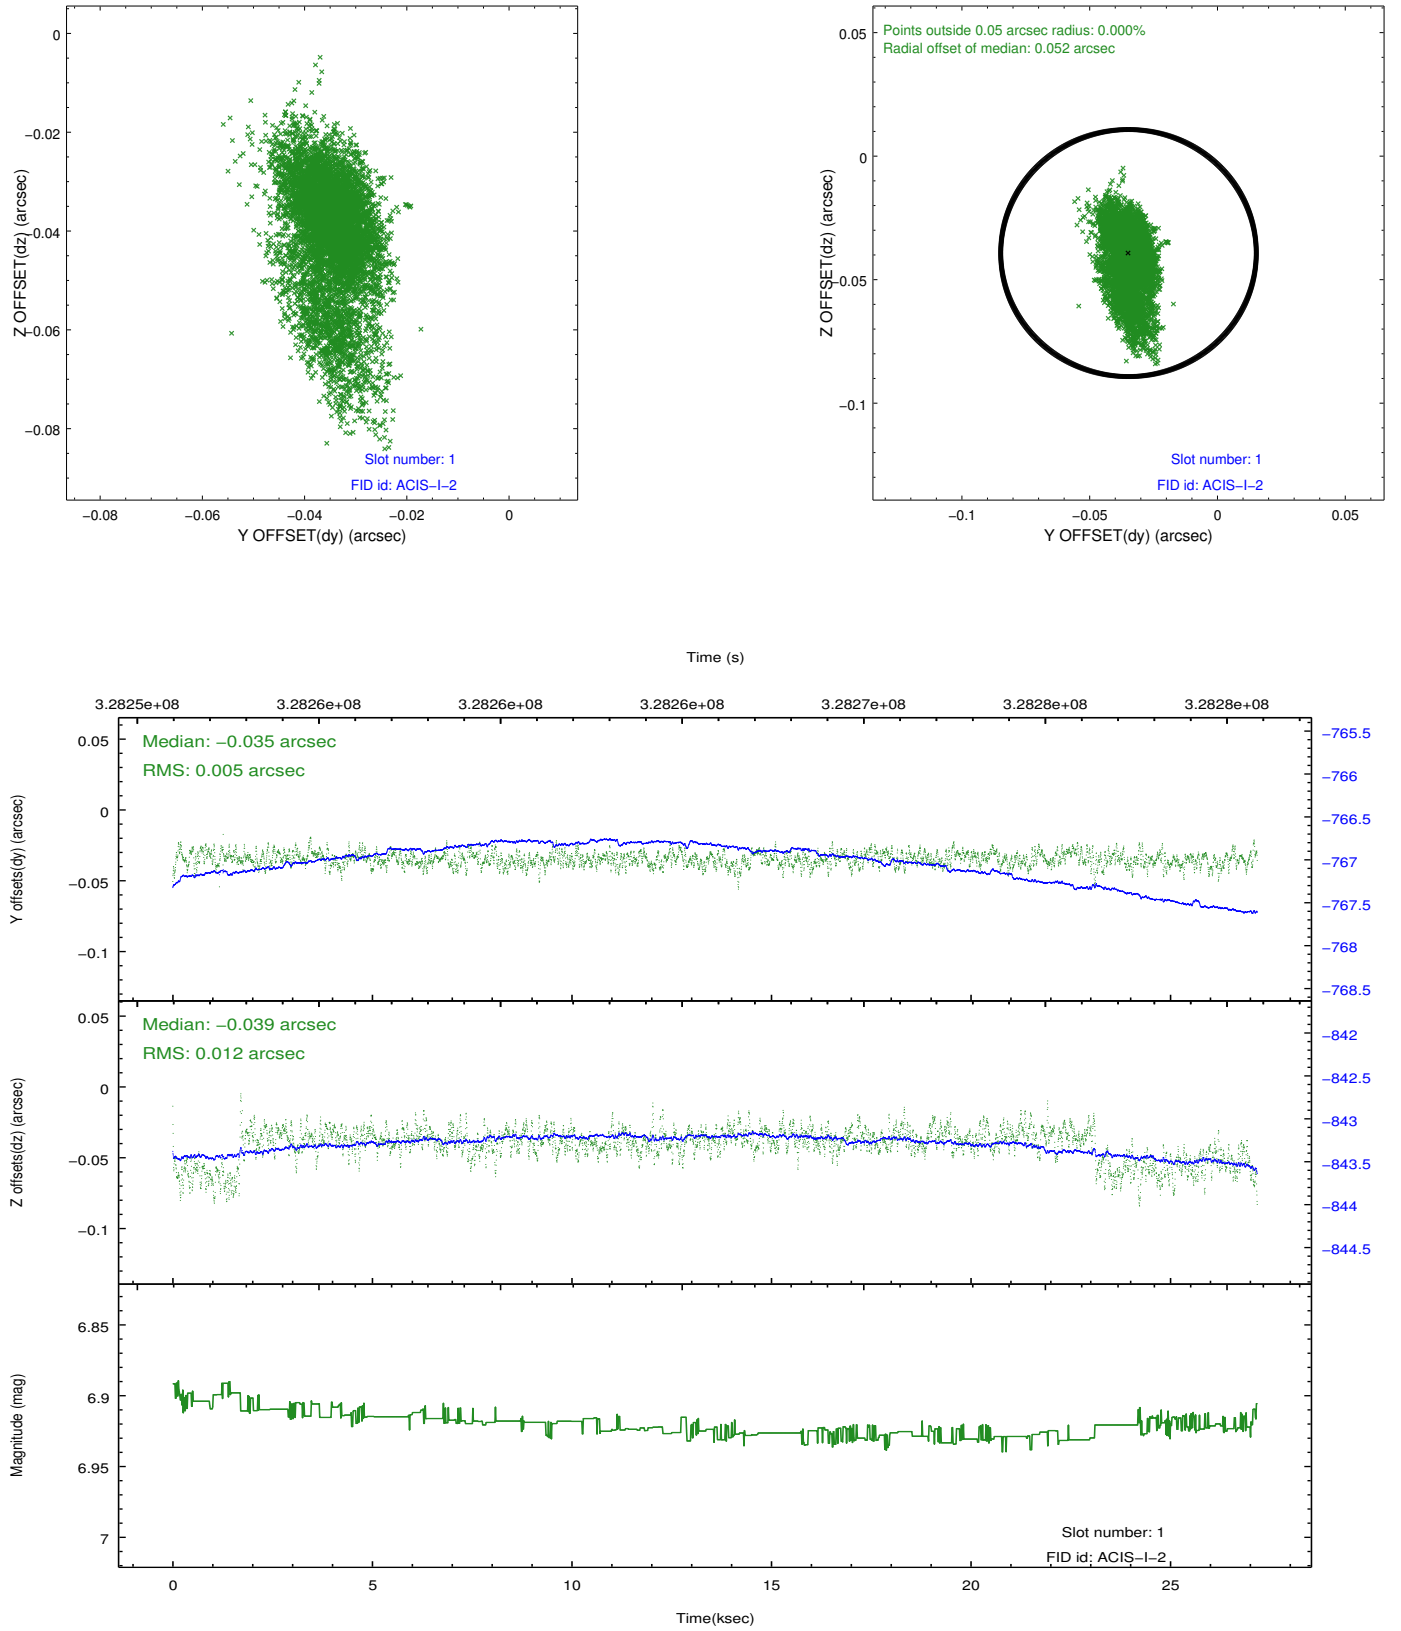 0
−0.02
−0.04
−0.06
−0.08
Z OFFSET(dz) (arcsec)
Slot number: 1
FID id: ACIS−I−2
−0.08
−0.06
−0.04
−0.02
0
Y OFFSET(dy) (arcsec)
Points outside 0.05 arcsec radius: 0.000%
Radial offset of median: 0.052 arcsec
0.05
0
−0.05
−0.1
Z OFFSET(dz) (arcsec)
Slot number: 1
FID id: ACIS−I−2
−0.1
−0.05
0
0.05
Y OFFSET(dy) (arcsec)
Time (s)
3.2825e+08
3.2826e+08
3.2826e+08
3.2826e+08
3.2827e+08
3.2828e+08
3.2828e+08
Median: −0.035 arcsec
RMS: 0.005 arcsec
0.05
0
−0.05
−0.1
Y offsets(dy) (arcsec)
−765.5
−766
−766.5
−767
−767.5
−768
−768.5
Median: −0.039 arcsec
RMS: 0.012 arcsec
0.05
0
−0.05
−0.1
Z offsets(dz) (arcsec)
−842
−842.5
−843
−843.5
−844
−844.5
6.85
6.9
6.95
7
Magnitude (mag)
Slot number: 1
FID id: ACIS−I−2
0
5
10
15
20
25
Time(ksec)